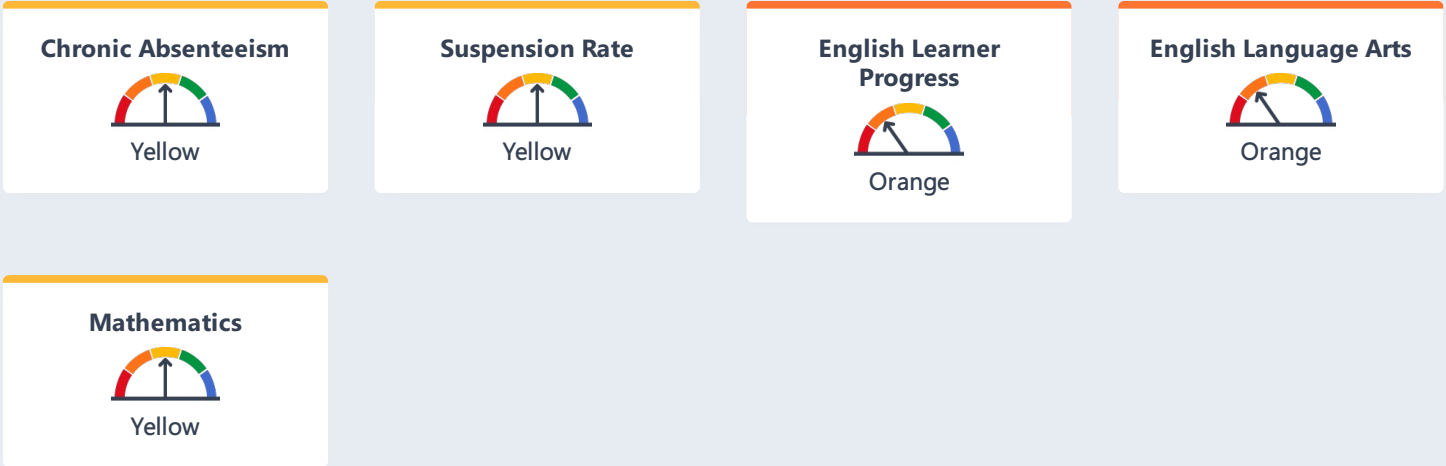 Chronic Absenteeism
Yellow
Suspension Rate
Yellow
English Learner
Progress
Orange
English Language Arts
Orange
Mathematics
Yellow